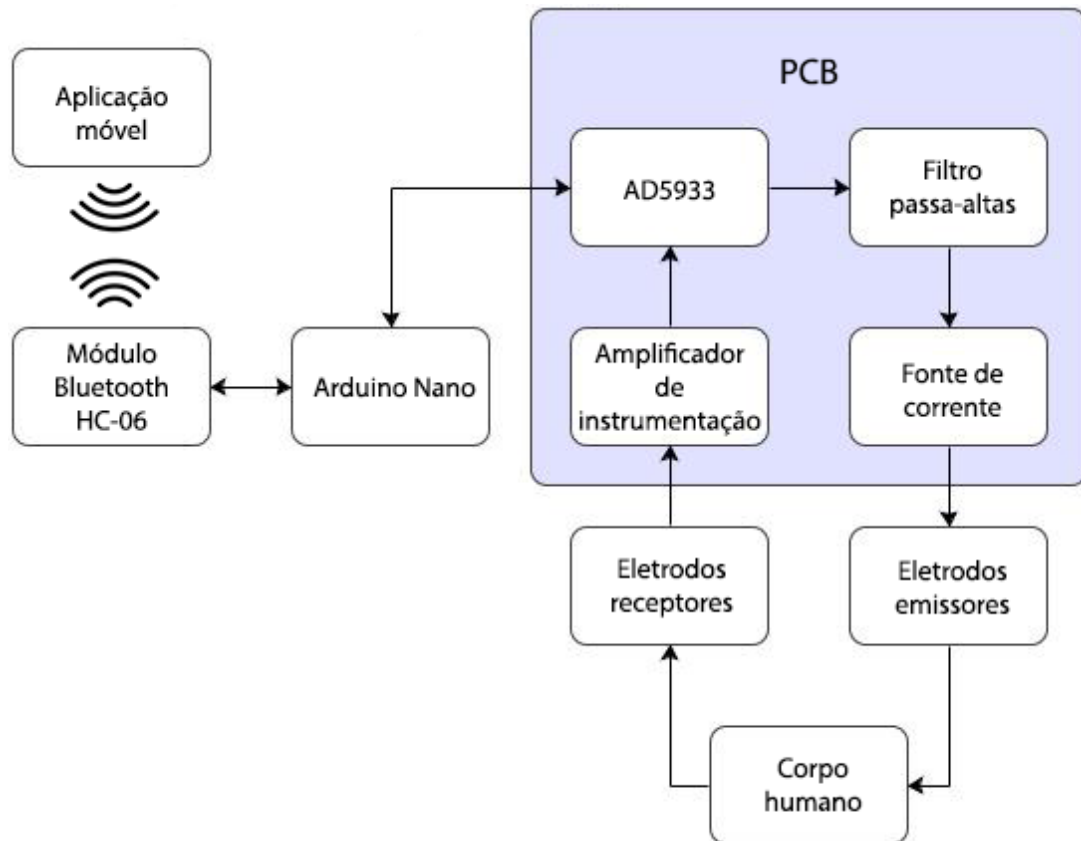 PCB
Aplicação
móvel
AD5933
Filtro
passa-altas
Módulo
Bluetooth
HC-06
Arduino Nano
Amplificador
de
instrumentação
Fonte de
corrente
Eletrodos
receptores
Eletrodos
emissores
Corpo
humano